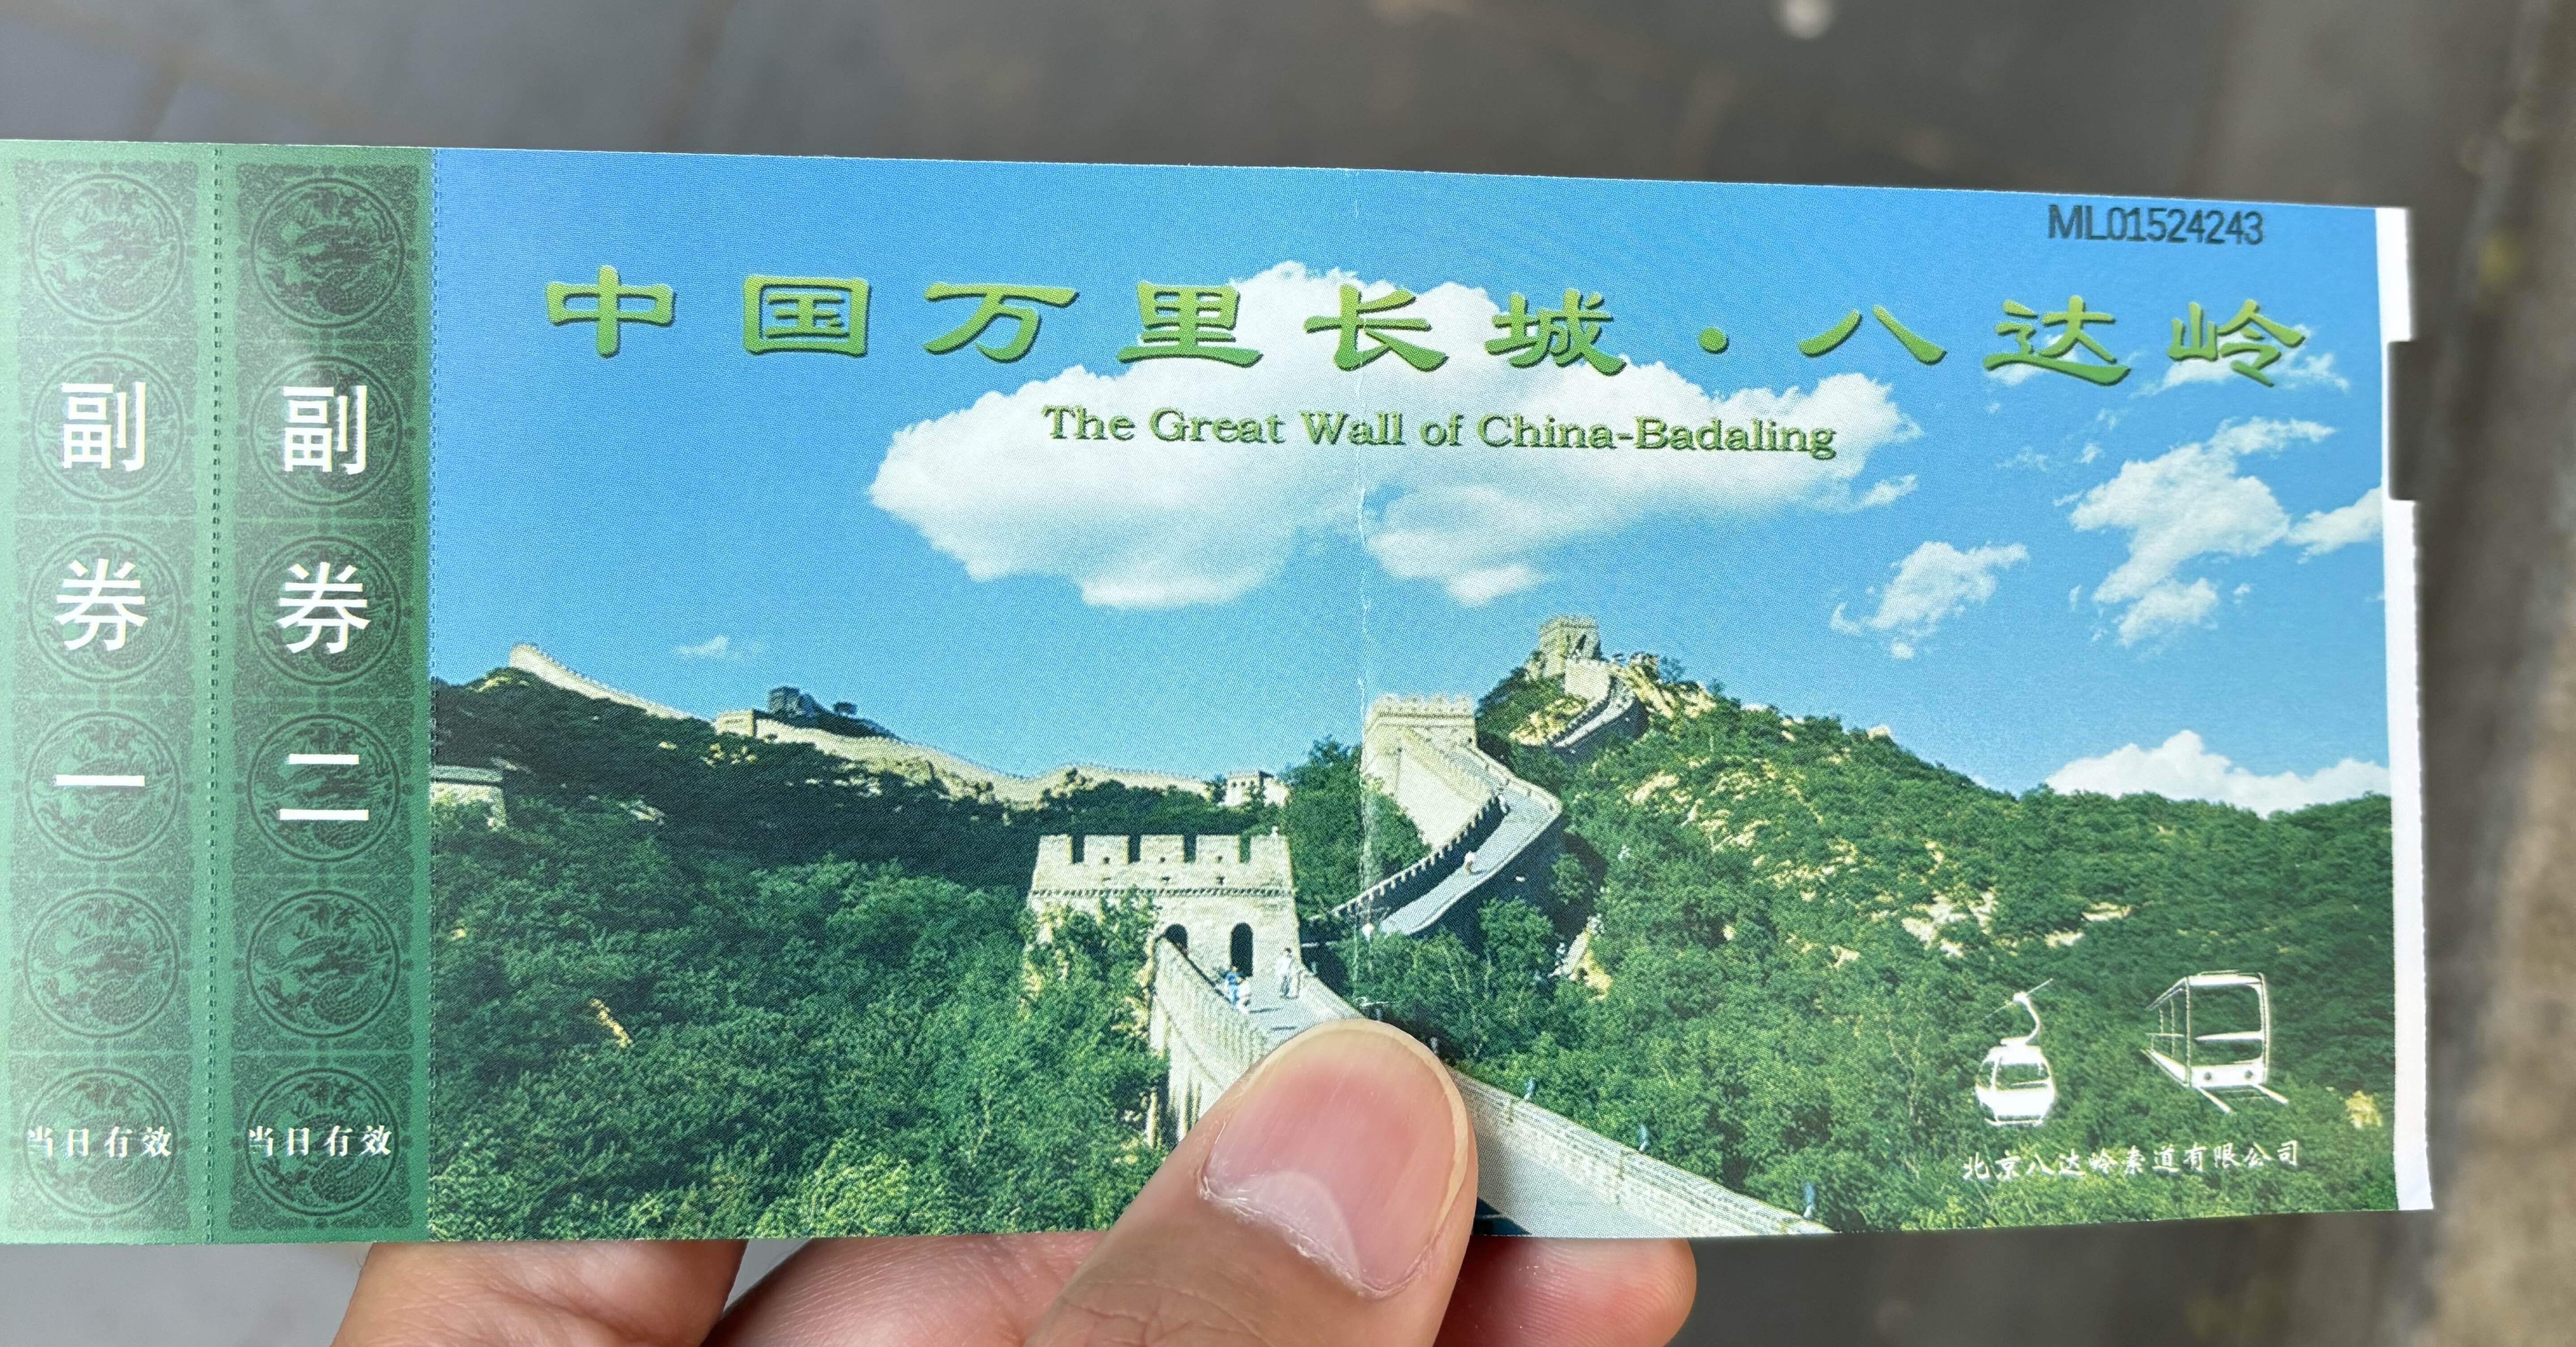 ML01524243
中国万里长城·八达岭
The Great Wall of China-Badaling
副券一
当日有效
副券二
当日有效
北京八达岭索道有限公司